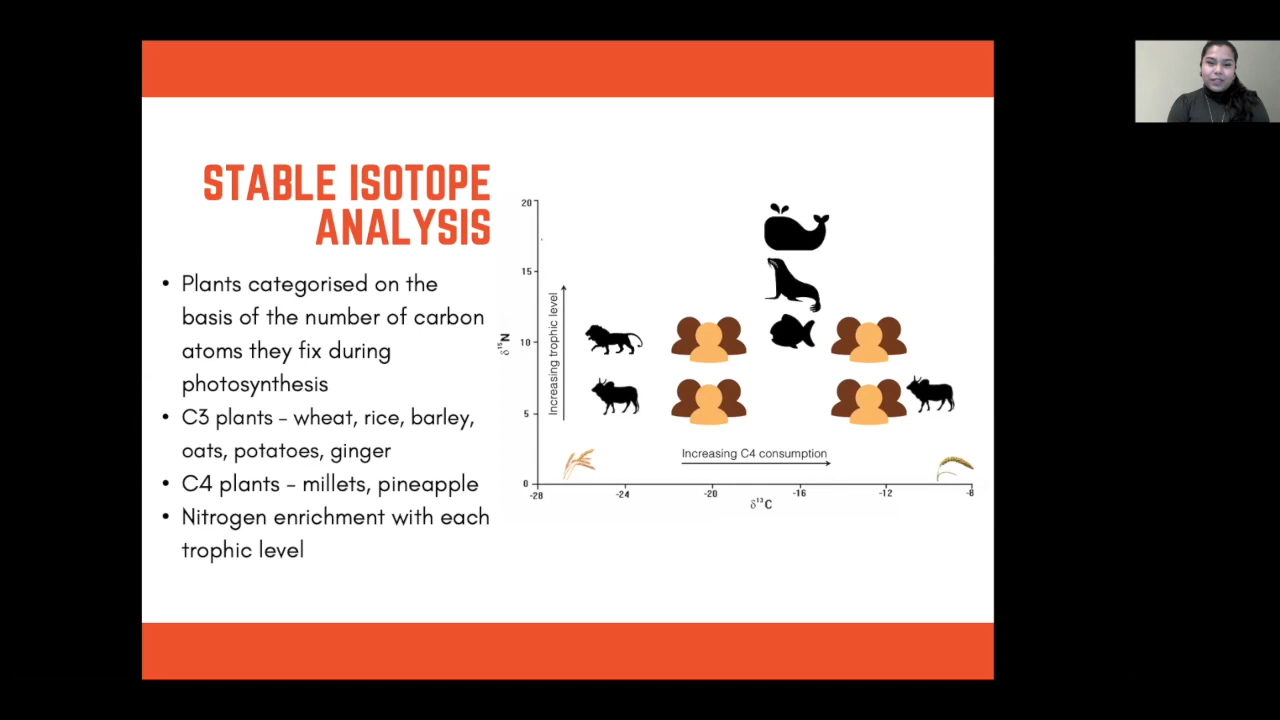 STABLE ISOTOPE
ANALYSIS
• Plants categorised on the
basis of the number of carbon
atoms they fix during
photosynthesis
• C3 plants - wheat, rice, barley,
oats, potatoes, ginger
• C4 plants - millets, pineapple
• Nitrogen enrichment with each
trophic level
20
15
10
5
0
δ¹⁵N
Increasing trophic level
Increasing C4 consumption
-28 -24 -20 -16 -12 -8
δ¹³C